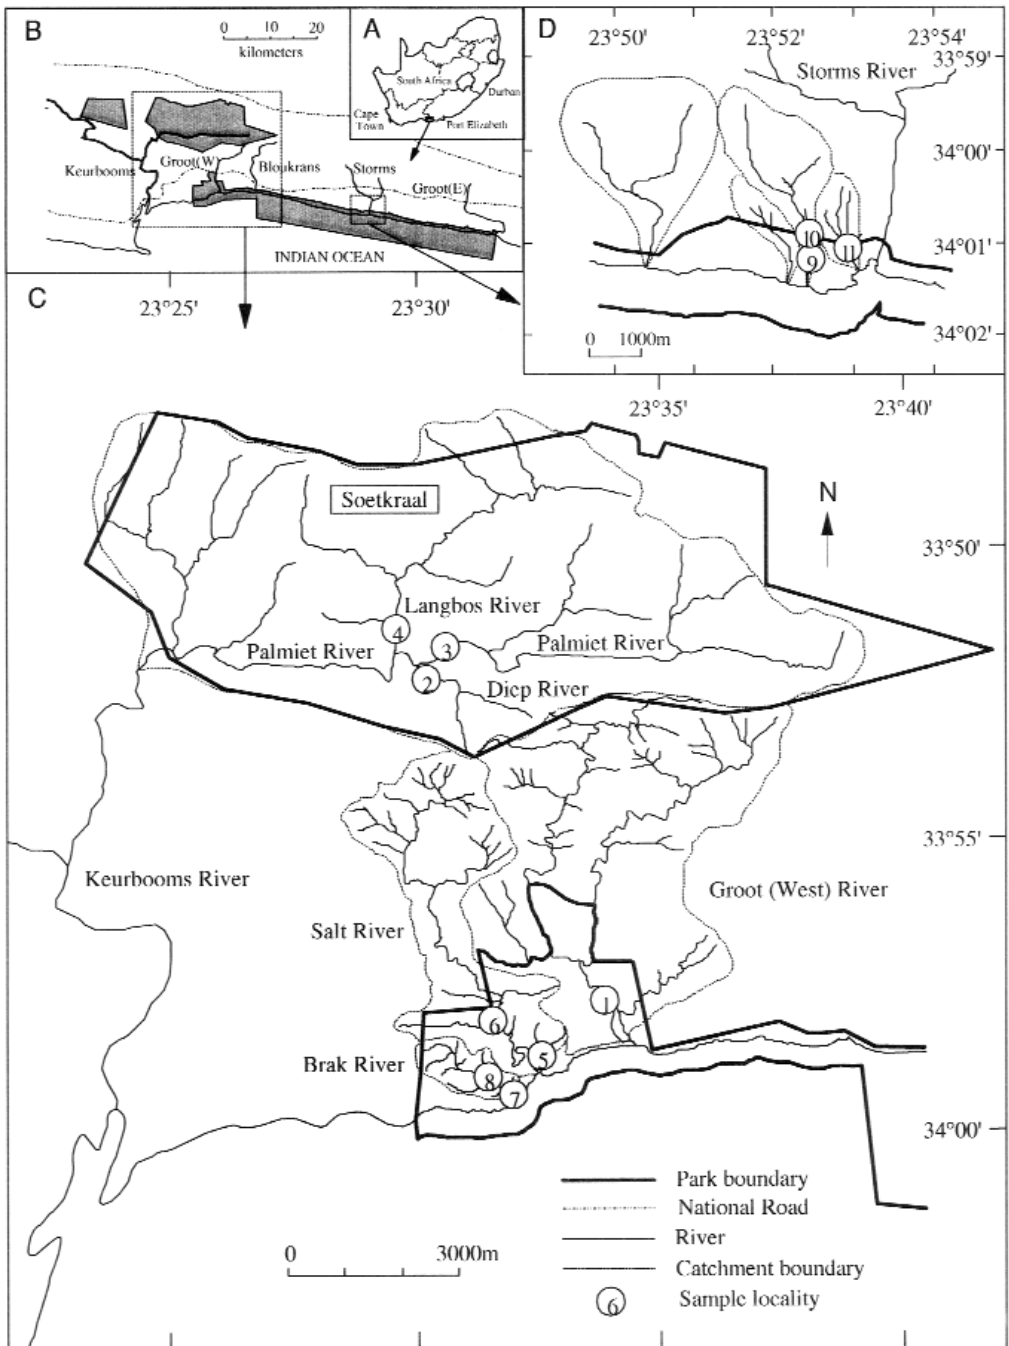 B
0 10 20
kilometers
Keurbooms
Groot(W)
Bloukrans
Storms
Groot(E)
INDIAN OCEAN
A
South Africa
Durban
Cape
Town
Port Elizabeth
D
23°50' 23°52' 23°54'
23°59'
Storms River
34°00'
34°01'
34°02'
10
9
11
0 1000m
C
23°25' 23°30'
23°35' 23°40'
N
Soetkraal
33°50'
Langbos River
4
3
Palmiet River
Palmiet River
2
Diep River
33°55'
Keurbooms River
Groot (West) River
Salt River
1
6
5
Brak River
8
7
34°00'
Park boundary
National Road
River
Catchment boundary
6 Sample locality
0 3000m